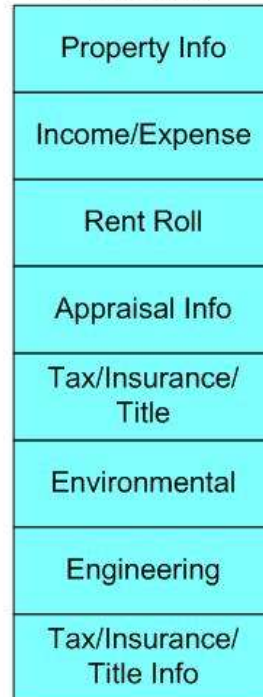 Property Info
Income/Expense
Rent Roll
Appraisal Info
Tax/Insurance/
Title
Environmental
Engineering
Tax/Insurance/
Title Info